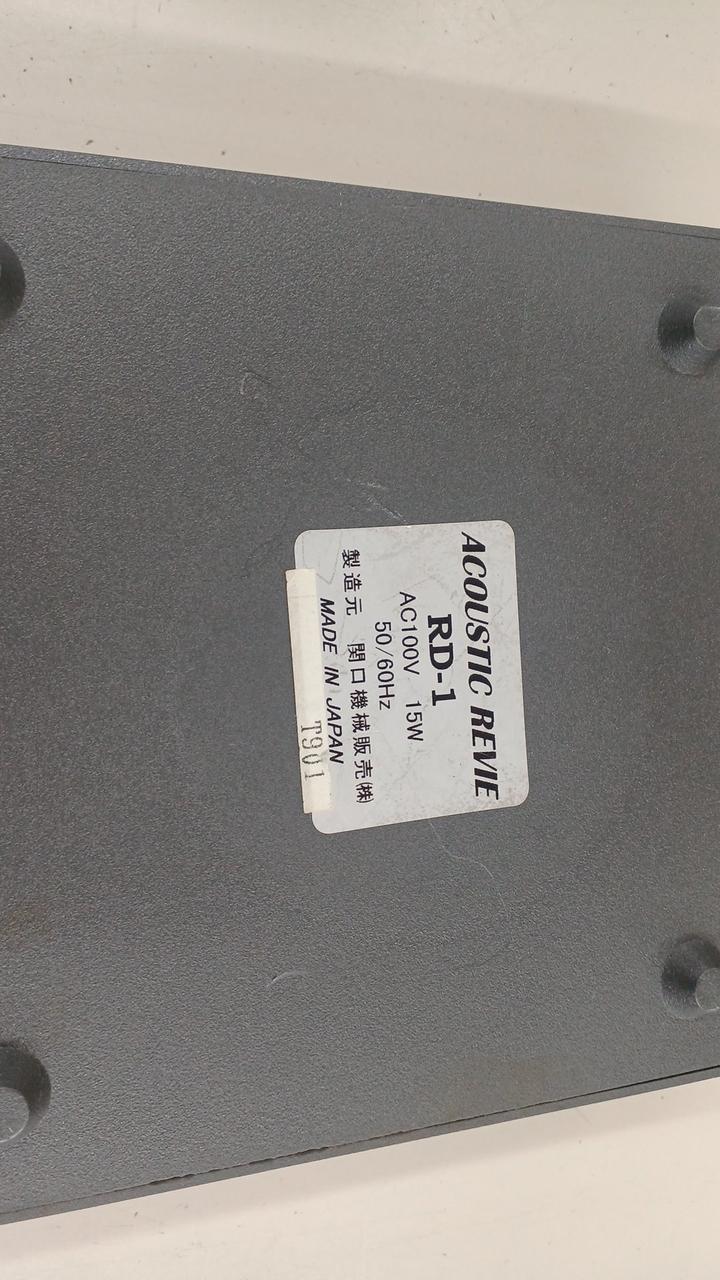 ACOUSTIC REVIE
RD-1
AC100V 15W
50/60Hz
製造元 関口機械販売㈱
MADE IN JAPAN
T901